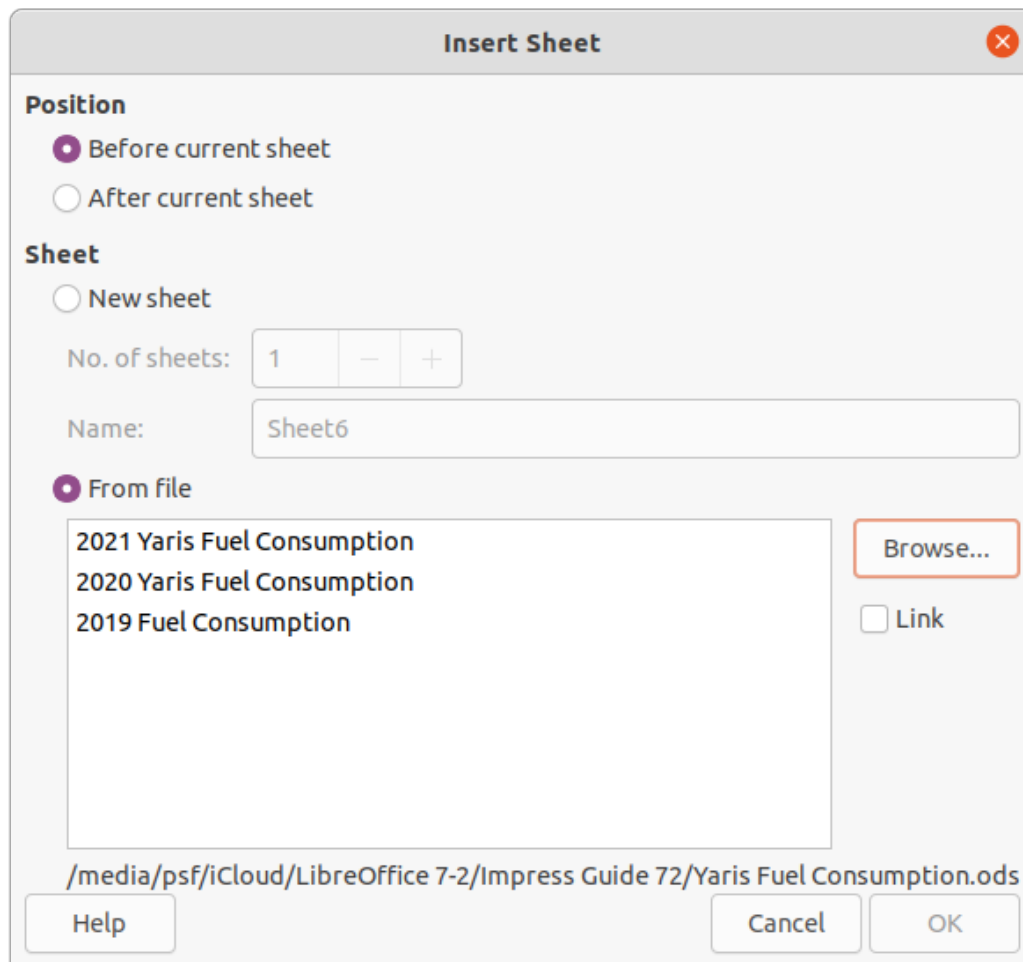 Insert Sheet
Position
Before current sheet
After current sheet
Sheet
New sheet
No. of sheets: 1
Name: Sheet6
From file
2021 Yaris Fuel Consumption
2020 Yaris Fuel Consumption
2019 Fuel Consumption
Browse...
Link
/media/psf/iCloud/LibreOffice 7-2/Impress Guide 72/Yaris Fuel Consumption.ods
Help Cancel OK